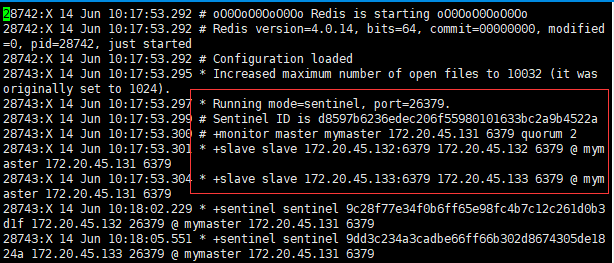 28742:X 14 Jun 10:17:53.292 # oO0OoO0OoO0Oo Redis is starting oO0OoO0OoO0Oo
28742:X 14 Jun 10:17:53.292 # Redis version=4.0.14, bits=64, commit=00000000, modified
=0, pid=28742, just started
28742:X 14 Jun 10:17:53.292 # Configuration loaded
28743:X 14 Jun 10:17:53.295 * Increased maximum number of open files to 10032 (it was
originally set to 1024).
28743:X 14 Jun 10:17:53.297 * Running mode=sentinel, port=26379.
28743:X 14 Jun 10:17:53.299 # Sentinel ID is d8597b6236edec206f55980101633bc2a9b4522a
28743:X 14 Jun 10:17:53.300 # +monitor master mymaster 172.20.45.131 6379 quorum 2
28743:X 14 Jun 10:17:53.301 * +slave slave 172.20.45.132:6379 172.20.45.132 6379 @ mym
aster 172.20.45.131 6379
28743:X 14 Jun 10:17:53.304 * +slave slave 172.20.45.133:6379 172.20.45.133 6379 @ mym
aster 172.20.45.131 6379
28743:X 14 Jun 10:18:02.229 * +sentinel sentinel 9c28f77e34f0b6ff65e98fc4b7c12c261d0b3
d1f 172.20.45.132 26379 @ mymaster 172.20.45.131 6379
28743:X 14 Jun 10:18:05.551 * +sentinel sentinel 9dd3c234a3cadbe66ff66b302d8674305de18
24a 172.20.45.133 26379 @ mymaster 172.20.45.131 6379